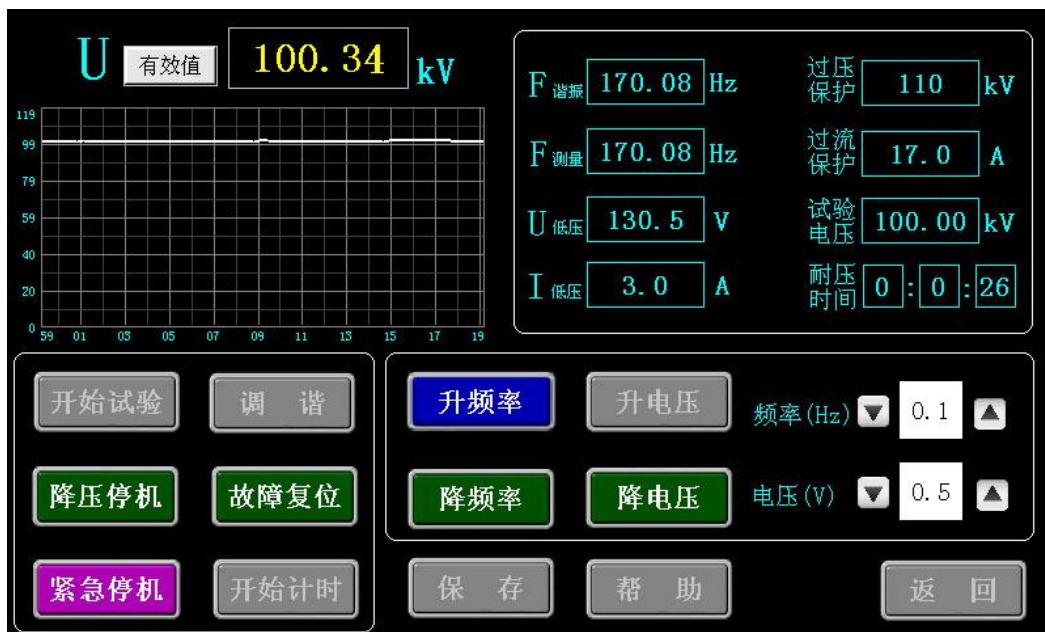 U 有效值 100.34 kV
119
99
79
59
40
20
0
59 01 03 05 07 09 11 13 15 17 19
F 谐振 170.08 Hz
过压保护 110 kV
F 测量 170.08 Hz
过流保护 17.0 A
U 低压 130.5 V
试验电压 100.00 kV
I 低压 3.0 A
耐压时间 0 : 0 : 26
开始试验 调 谐
降压停机 故障复位
紧急停机 开始计时
升频率 升电压
频率(Hz) 0.1
降频率 降电压
电压(V) 0.5
保 存 帮 助 返 回